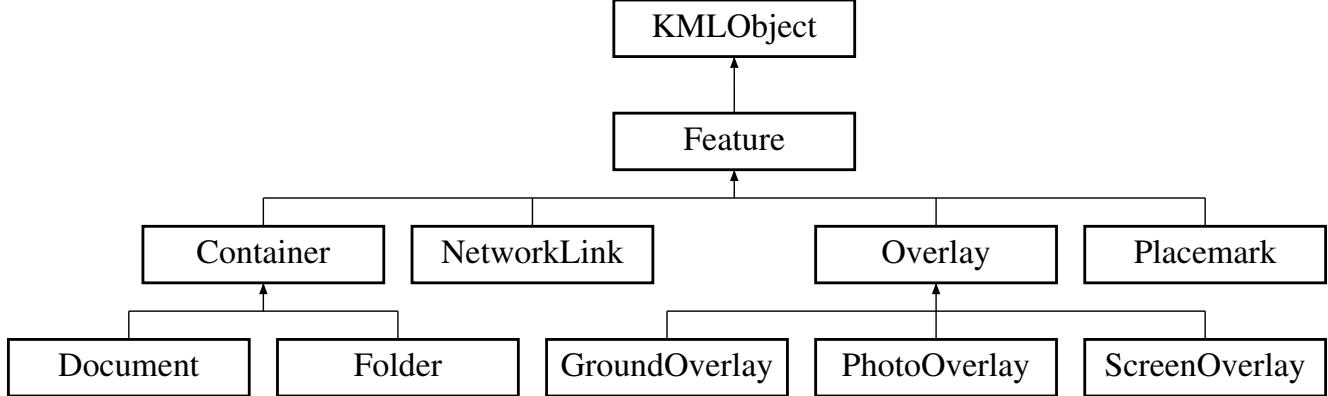 KMLObject
Feature
Container
NetworkLink
Overlay
Placemark
Document
Folder
GroundOverlay
PhotoOverlay
ScreenOverlay